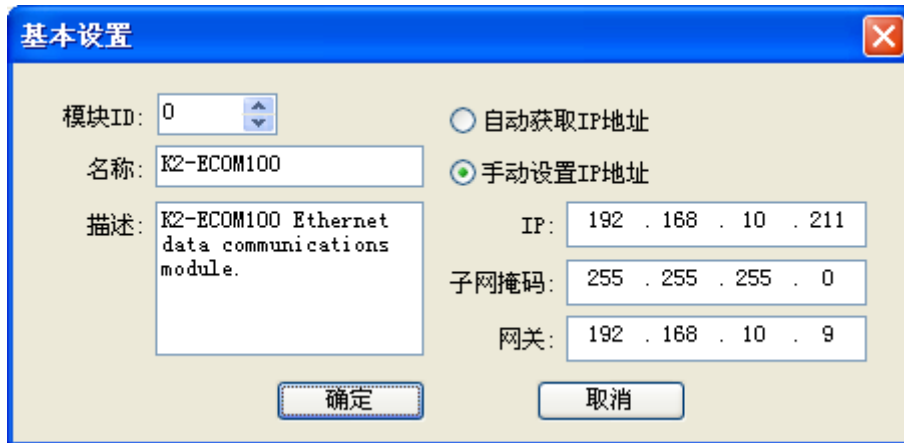 基本设置
模块ID: 0
自动获取IP地址
名称: K2-ECOM100
手动设置IP地址
描述: K2-ECOM100 Ethernet
data communications
module.
IP: 192 . 168 . 10 . 211
子网掩码: 255 . 255 . 255 . 0
网关: 192 . 168 . 10 . 9
确定
取消